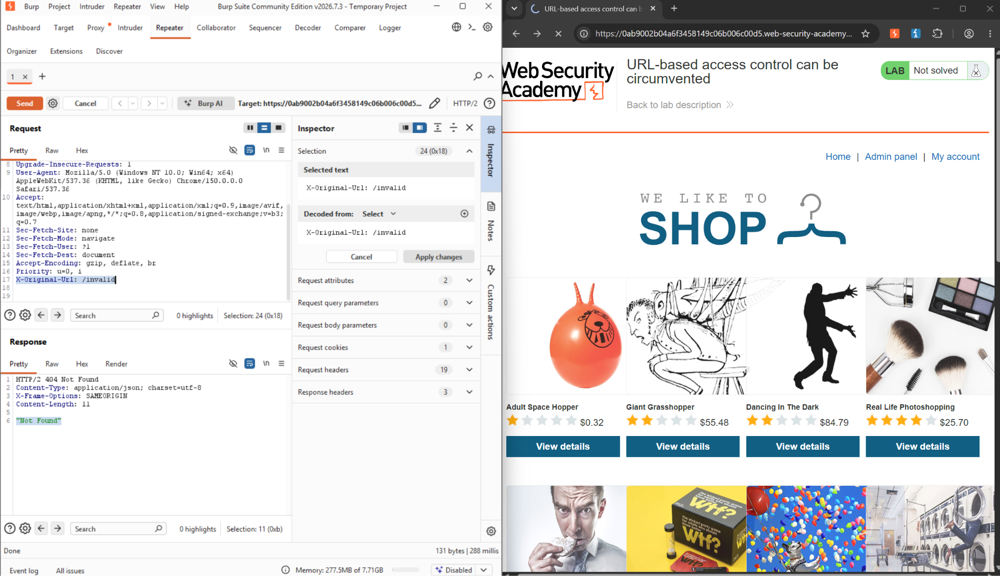 Burp Project Intruder Repeater View Help Burp Suite Community Edition v2026.7.3 - Temporary Project
Dashboard Target Proxy Intruder Repeater Collaborator Sequencer Decoder Comparer Logger
Organizer Extensions Discover
1
Send Cancel Burp AI Target: https://0ab9002b04a6f3458149c06b006c00d5... HTTP/2
Request
Pretty Raw Hex \n
8 Upgrade-Insecure-Requests: 1
9 User-Agent: Mozilla/5.0 (Windows NT 10.0; Win64; x64)
AppleWebKit/537.36 (KHTML, like Gecko) Chrome/150.0.0.0
Safari/537.36
10 Accept:
text/html,application/xhtml+xml,application/xml;q=0.9,image/avif,
image/webp,image/apng,*/*;q=0.8,application/signed-exchange;v=b3;
q=0.7
11 Sec-Fetch-Site: none
12 Sec-Fetch-Mode: navigate
13 Sec-Fetch-User: ?1
14 Sec-Fetch-Dest: document
15 Accept-Encoding: gzip, deflate, br
16 Priority: u=0, i
17 X-Original-Url: /invalid
18
19
Search 0 highlights Selection: 24 (0x18)
Response
Pretty Raw Hex Render \n
1 HTTP/2 404 Not Found
2 Content-Type: application/json; charset=utf-8
3 X-Frame-Options: SAMEORIGIN
4 Content-Length: 11
5
6 "Not Found"
Search 0 highlights Selection: 11 (0xb)
Done 131 bytes | 288 millis
Event log All issues Memory: 277.5MB of 7.71GB Disabled
Inspector
Selection 24 (0x18)
Selected text
X-Original-Url: /invalid
Decoded from: Select
X-Original-Url: /invalid
Cancel Apply changes
Request attributes 2
Request query parameters 0
Request body parameters 0
Request cookies 1
Request headers 19
Response headers 3
Inspector
Notes
Custom actions
URL-based access control can b
https://0ab9002b04a6f3458149c06b006c00d5.web-security-academy...
Web Security
Academy
URL-based access control can be
circumvented
Back to lab description
LAB Not solved
Home | Admin panel | My account
WE LIKE TO
SHOP
Adult Space Hopper
$0.32
View details
Giant Grasshopper
$55.48
View details
Dancing In The Dark
$84.79
View details
Real Life Photoshopping
$25.70
View details
The wicked party game
for adults who should
know better
Wtf?
The wicked party game
for adults who should
know better
Wtf?
Wtf?